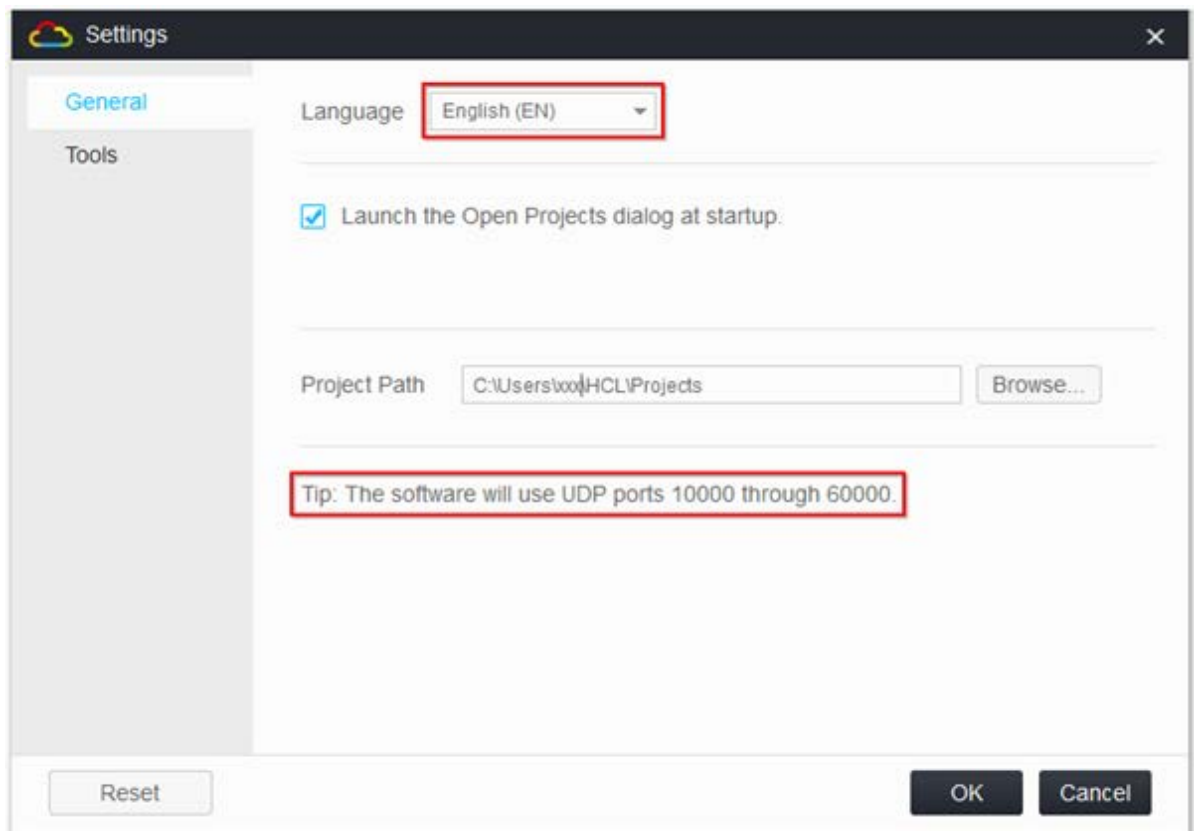 Settings
General
Tools
Language English (EN)
Launch the Open Projects dialog at startup.
Project Path C:\Users\xxx\HCL\Projects Browse...
Tip: The software will use UDP ports 10000 through 60000.
Reset OK Cancel